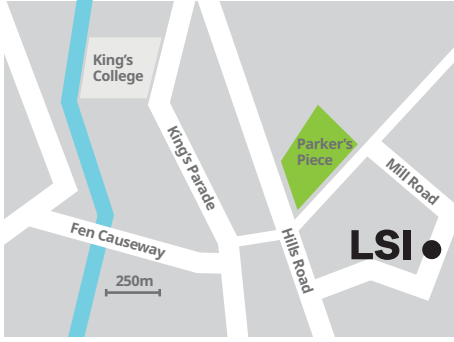 King's
College
King's Parade
Parker's
Piece
Mill Road
Fen Causeway
Hills Road
LSI
250m